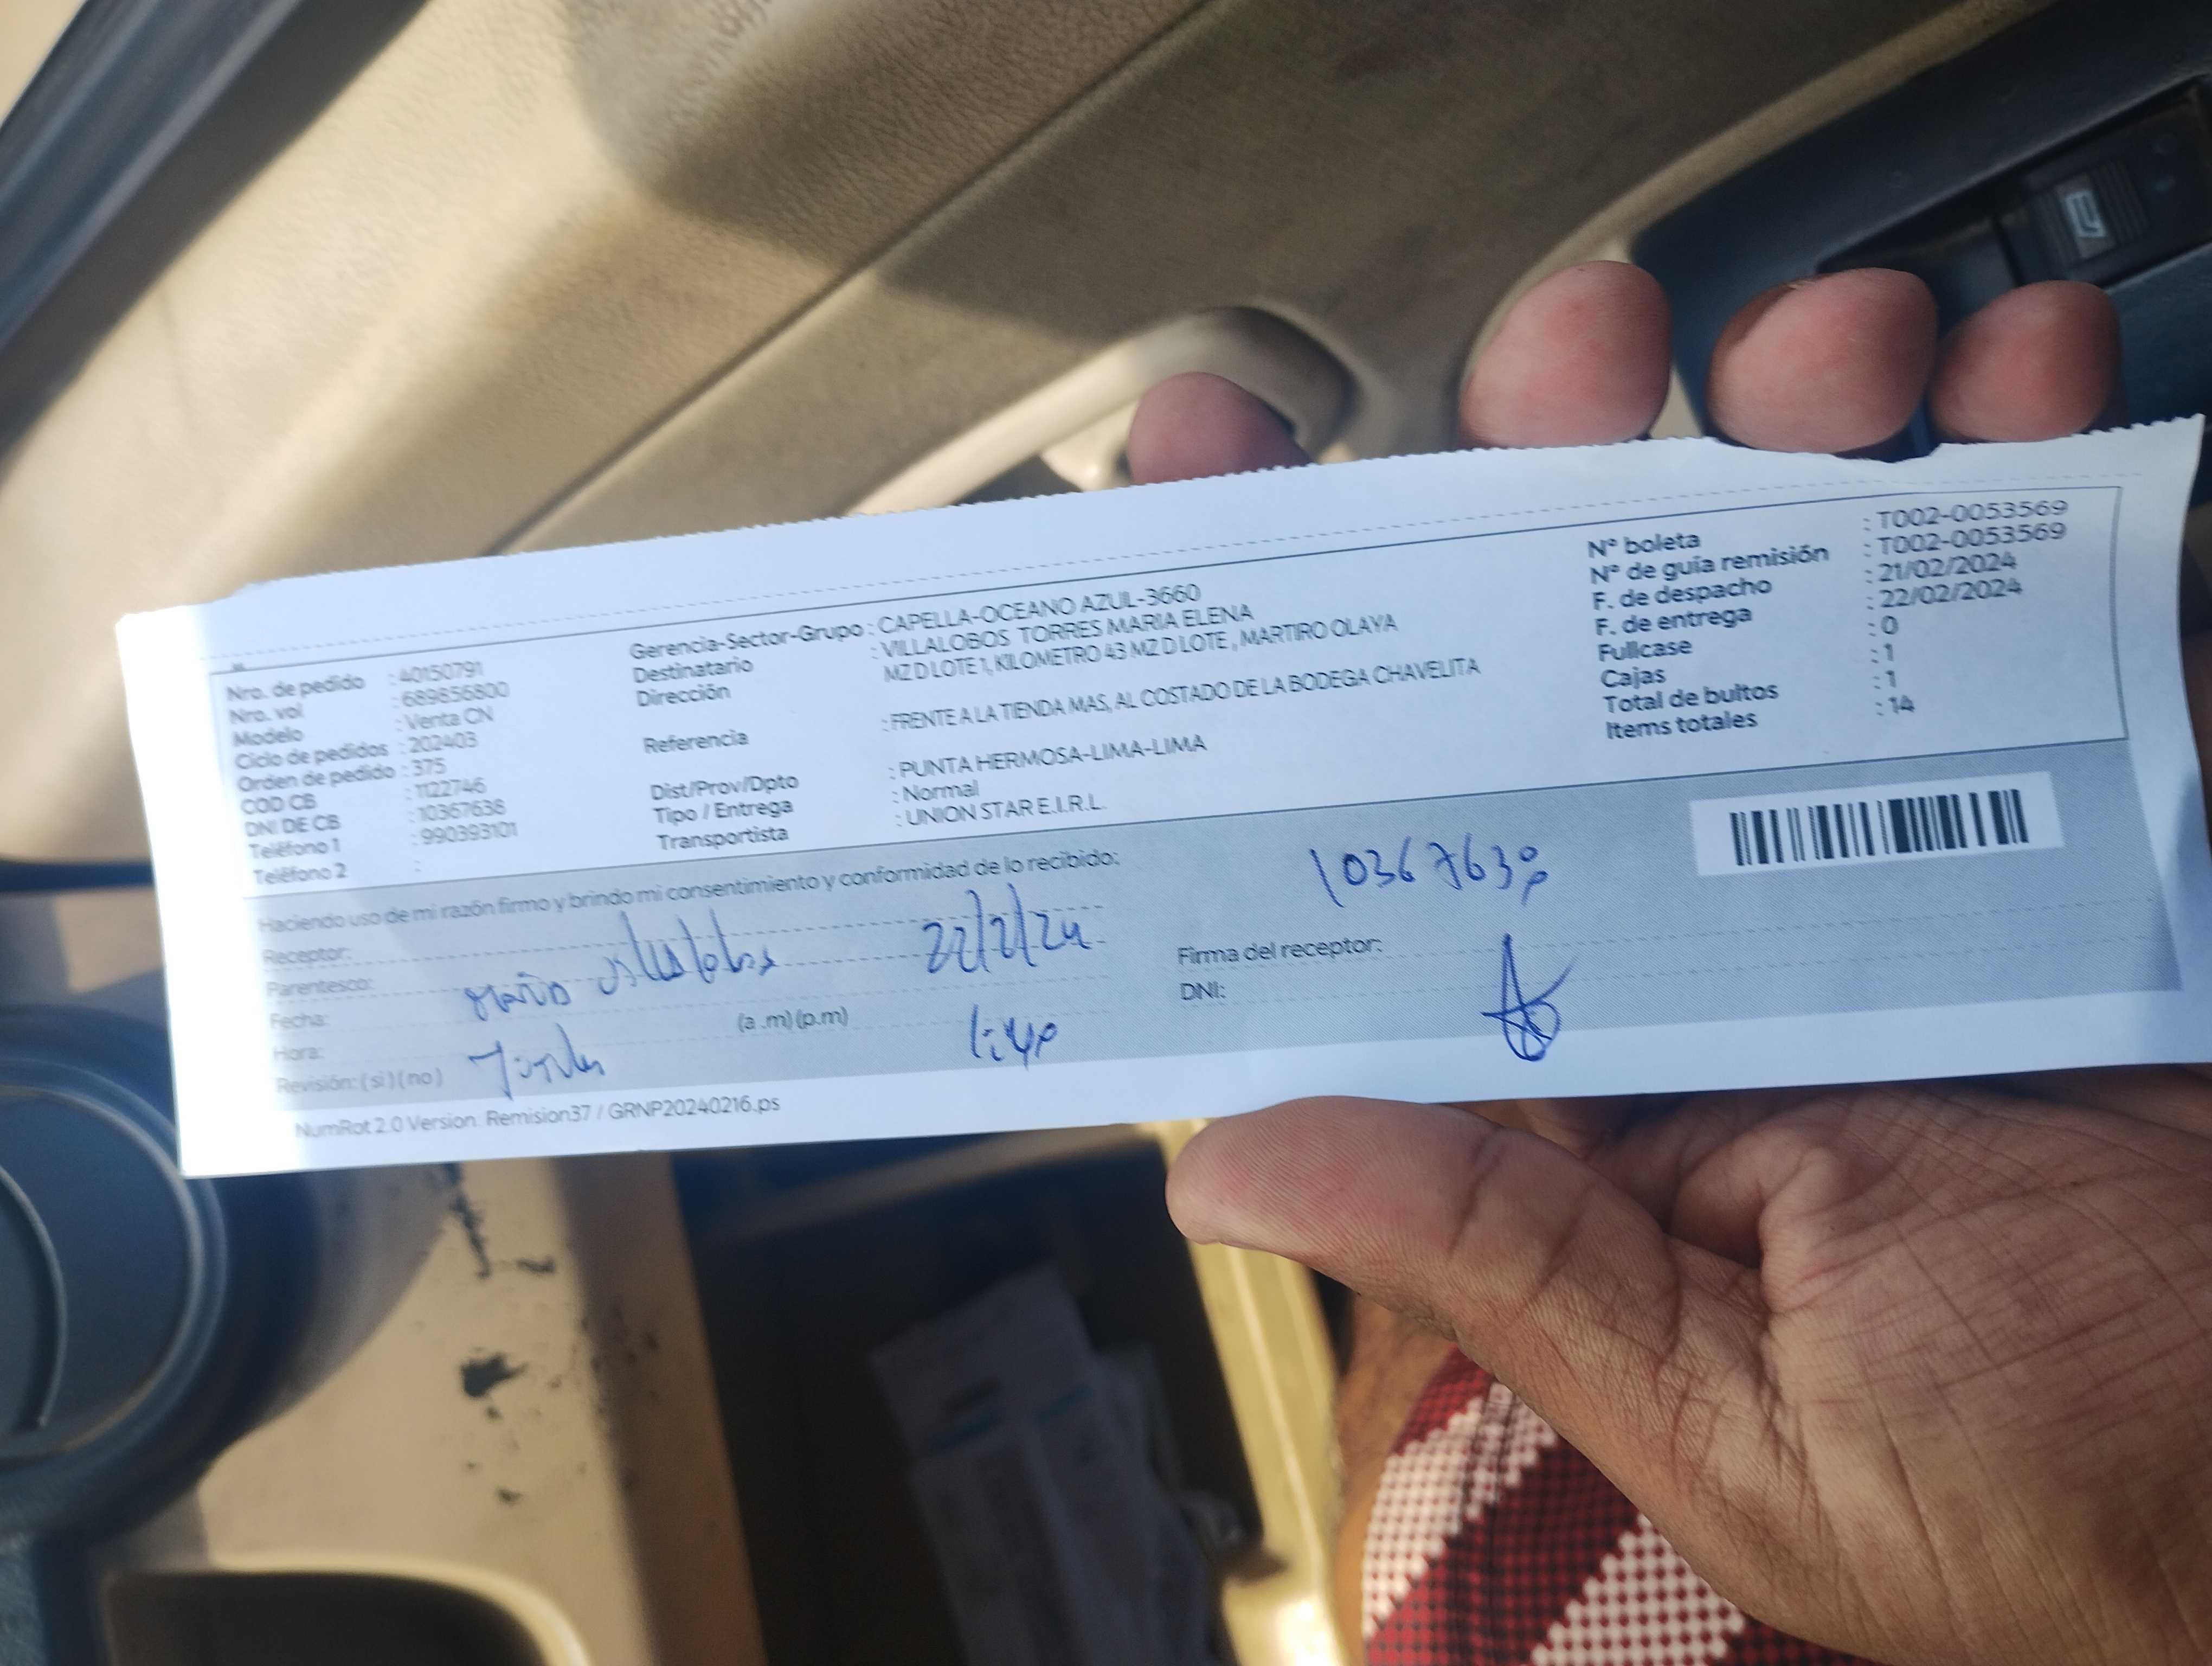 Nro. de pedido : 40150791
Nro. vol : 689856800
Modelo : Venta CN
Ciclo de pedidos : 202403
Orden de pedido : 375
COD CB : 1122746
DNI DE CB : 10367638
Teléfono 1 : 990393101
Teléfono 2 :
Gerencia-Sector-Grupo : CAPELLA-OCEANO AZUL-3660
Destinatario : VILLALOBOS TORRES MARIA ELENA
Dirección MZ D LOTE 1, KILOMETRO 43 MZ D LOTE , MARTIRO OLAYA
Referencia : FRENTE A LA TIENDA MAS, AL COSTADO DE LA BODEGA CHAVELITA
Dist/Prov/Dpto : PUNTA HERMOSA-LIMA-LIMA
Tipo / Entrega : Normal
Transportista : UNION STAR E.I.R.L.
N° boleta : T002-0053569
N° de guía remisión : T002-0053569
F. de despacho : 21/02/2024
F. de entrega : 22/02/2024
Fullcase : 0
Cajas : 1
Total de bultos : 1
Items totales : 14
Haciendo uso de mi razón firmo y brindo mi consentimiento y conformidad de lo recibido:
Receptor:
Parentesco:
Fecha:
Hora: (a .m) (p.m)
Revisión: ( si ) ( no )
22/2/24
10367638
Firma del receptor:
DNI:
NumRot 2.0 Version: Remision37 / GRNP20240216.ps